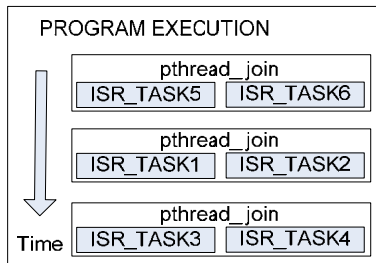 PROGRAM EXECUTION
pthread_join
ISR_TASK5 ISR_TASK6
pthread_join
ISR_TASK1 ISR_TASK2
pthread_join
ISR_TASK3 ISR_TASK4
Time